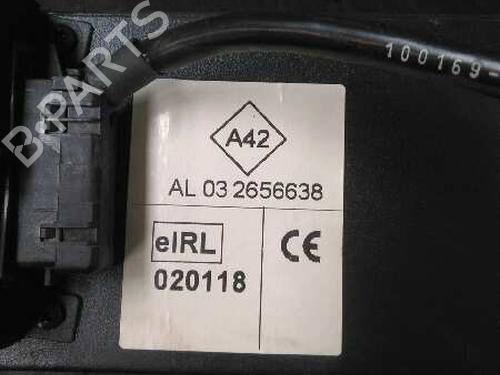 B-PARTS
100169
A42
AL 03 2656638
eIRL
020118
CE